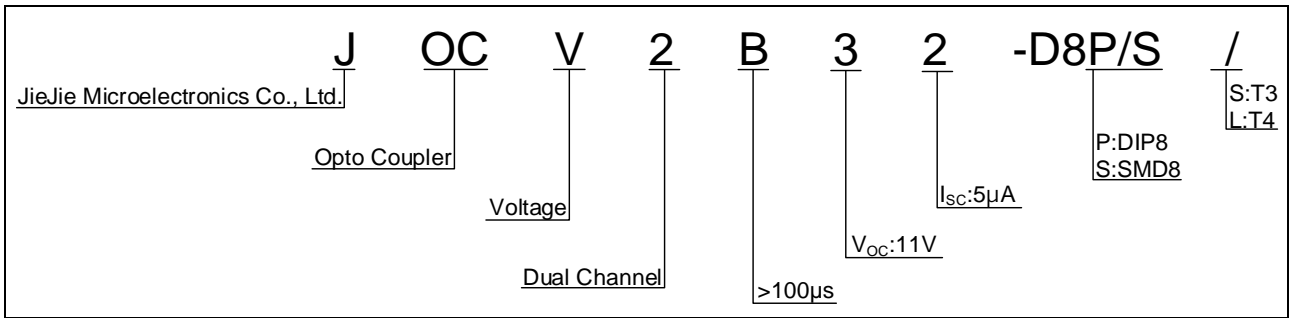 J OC V 2 B 3 2 -D8P/S /
JieJie Microelectronics Co., Ltd.
S:T3
L:T4
Opto Coupler
P:DIP8
S:SMD8
Voltage
I_SC:5μA
V_OC:11V
Dual Channel
>100μs